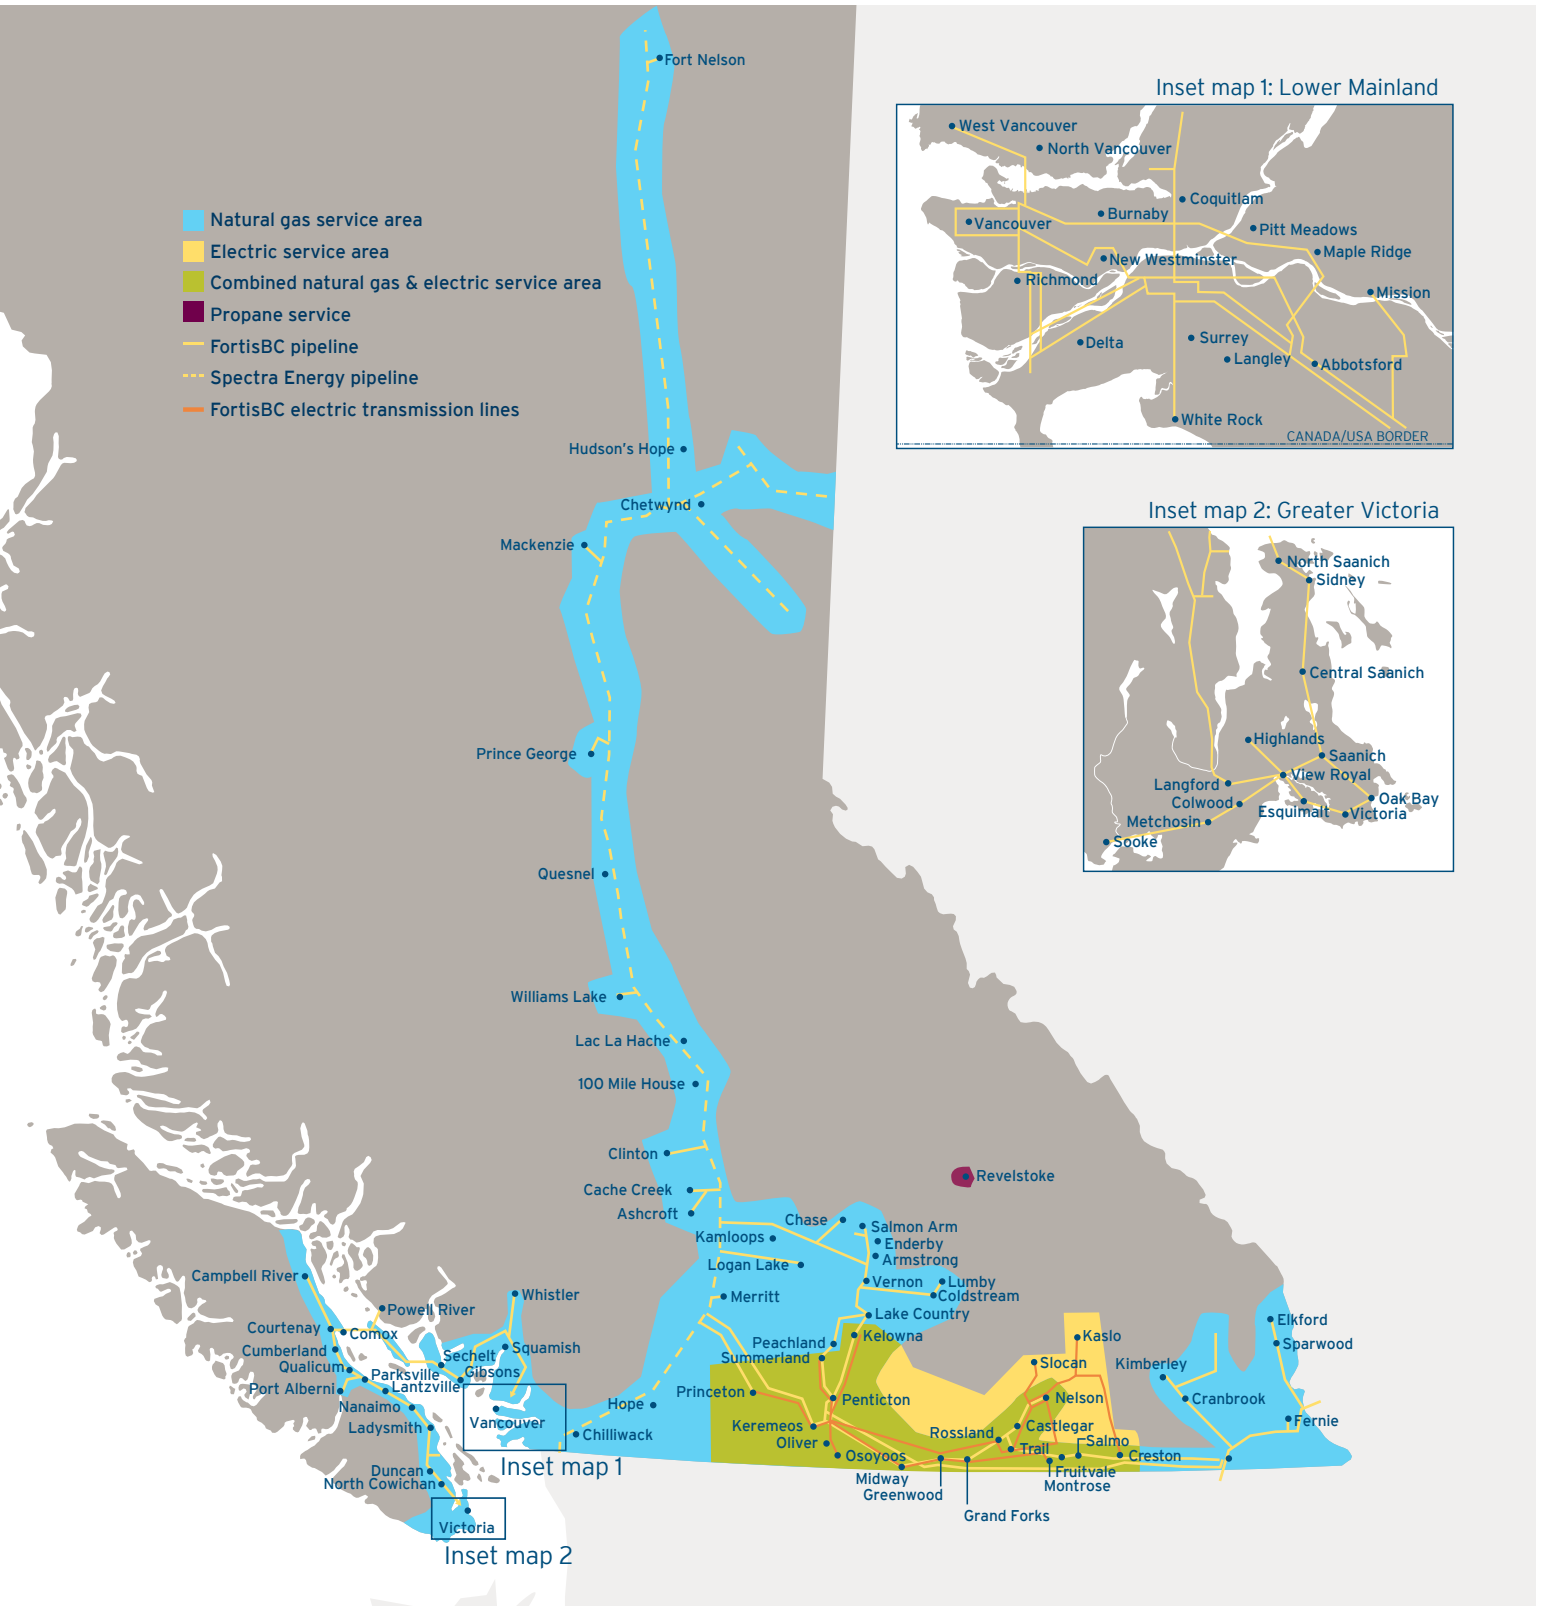 Fort Nelson
Inset map 1: Lower Mainland
West Vancouver
North Vancouver
Coquitlam
Burnaby
Vancouver
Pitt Meadows
Maple Ridge
New Westminster
Richmond
Mission
Delta
Surrey
Langley
Abbotsford
White Rock
CANADA/USA BORDER
Natural gas service area
Electric service area
Combined natural gas & electric service area
Propane service
FortisBC pipeline
Spectra Energy pipeline
FortisBC electric transmission lines
Hudson's Hope
Chetwynd
Mackenzie
Prince George
Quesnel
Williams Lake
Lac La Hache
100 Mile House
Clinton
Cache Creek
Ashcroft
Inset map 2: Greater Victoria
North Saanich
Sidney
Central Saanich
Highlands
Saanich
View Royal
Langford
Colwood
Oak Bay
Esquimalt
Victoria
Metchosin
Sooke
Revelstoke
Chase
Salmon Arm
Kamloops
Enderby
Armstrong
Logan Lake
Vernon
Lumby
Coldstream
Merritt
Lake Country
Campbell River
Whistler
Powell River
Courtenay
Comox
Cumberland
Squamish
Sechelt
Qualicum
Gibsons
Parksville
Port Alberni
Lantzville
Nanaimo
Ladysmith
Vancouver
Hope
Chilliwack
Inset map 1
Duncan
North Cowichan
Victoria
Inset map 2
Peachland
Kelowna
Summerland
Princeton
Penticton
Keremeos
Oliver
Osoyoos
Midway
Greenwood
Grand Forks
Kaslo
Slocan
Nelson
Castlegar
Rossland
Trail
Salmo
Fruitvale
Montrose
Creston
Kimberley
Cranbrook
Elkford
Sparwood
Fernie